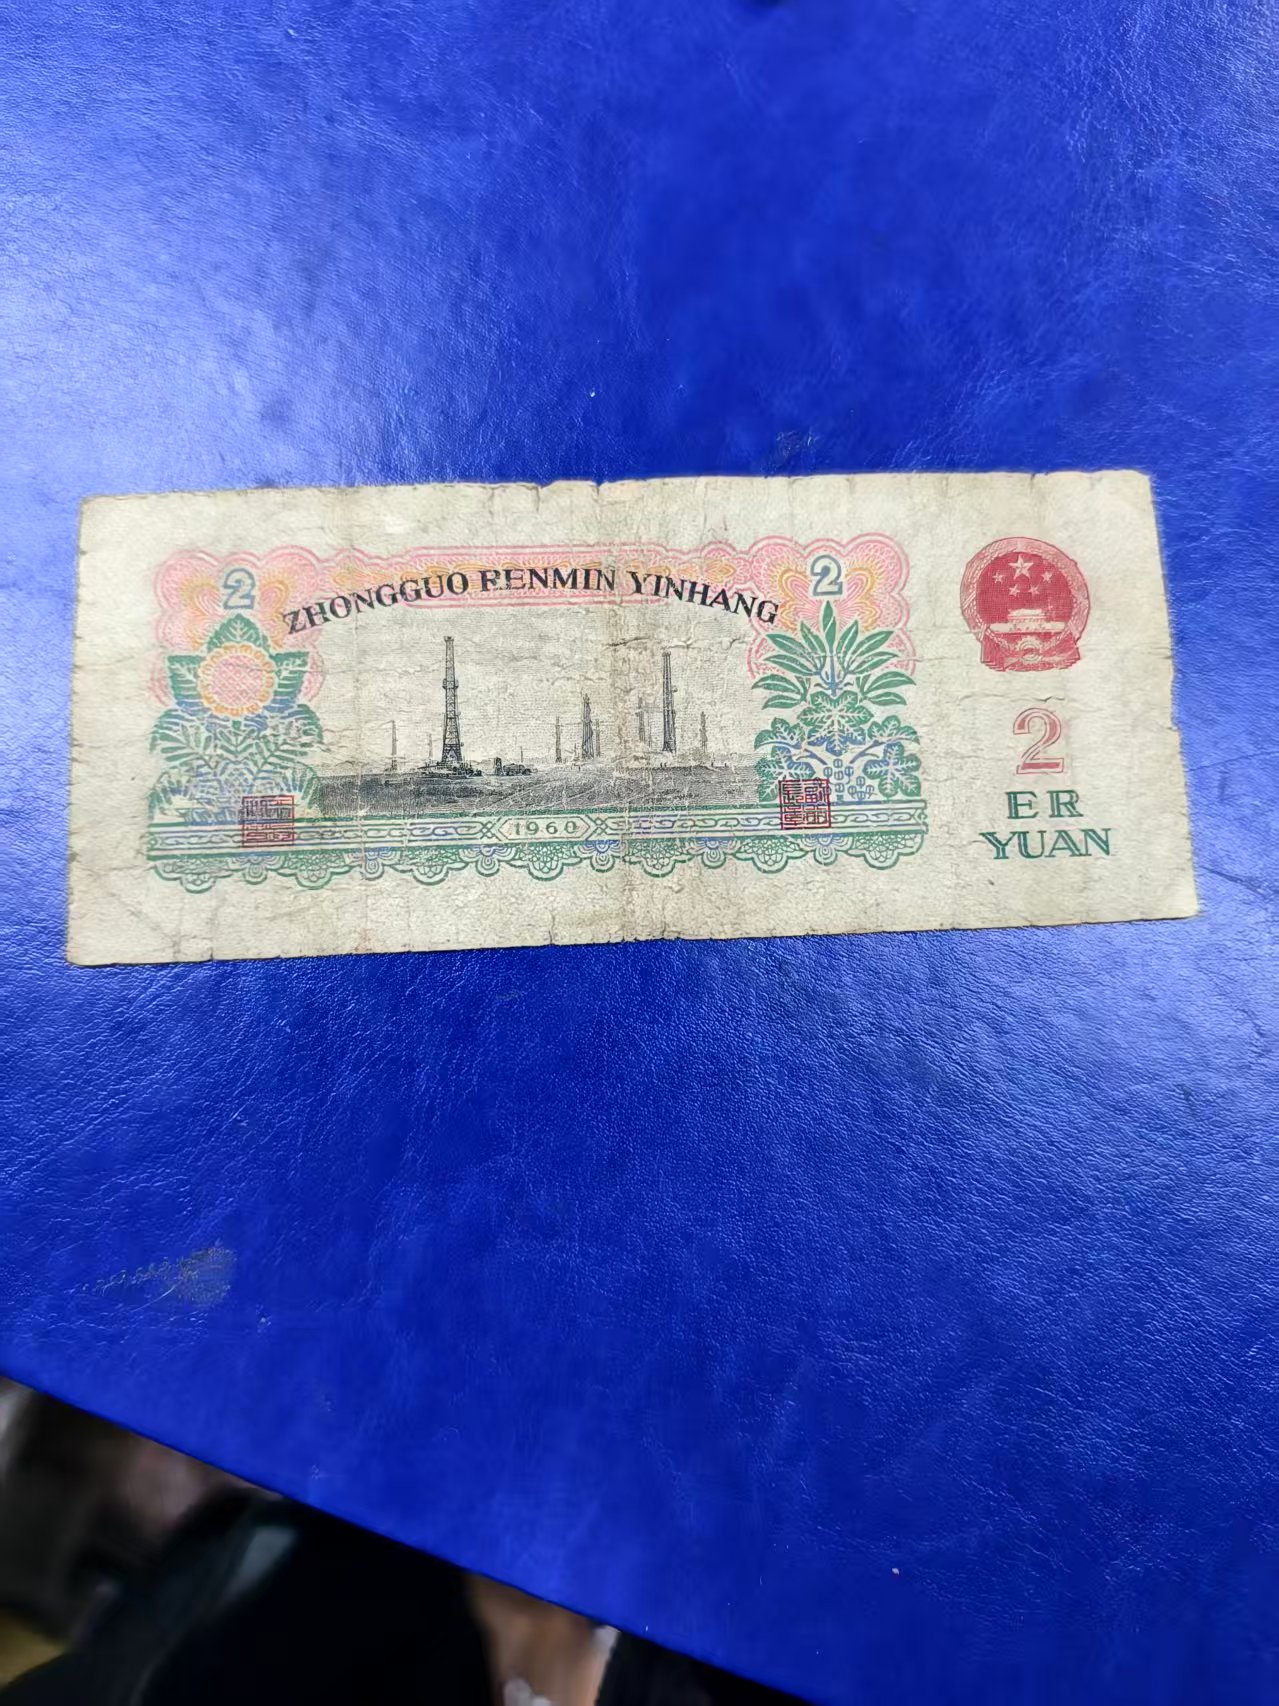 2
2
ZHONGGUO RENMIN YINHANG
2
ER
YUAN
1960